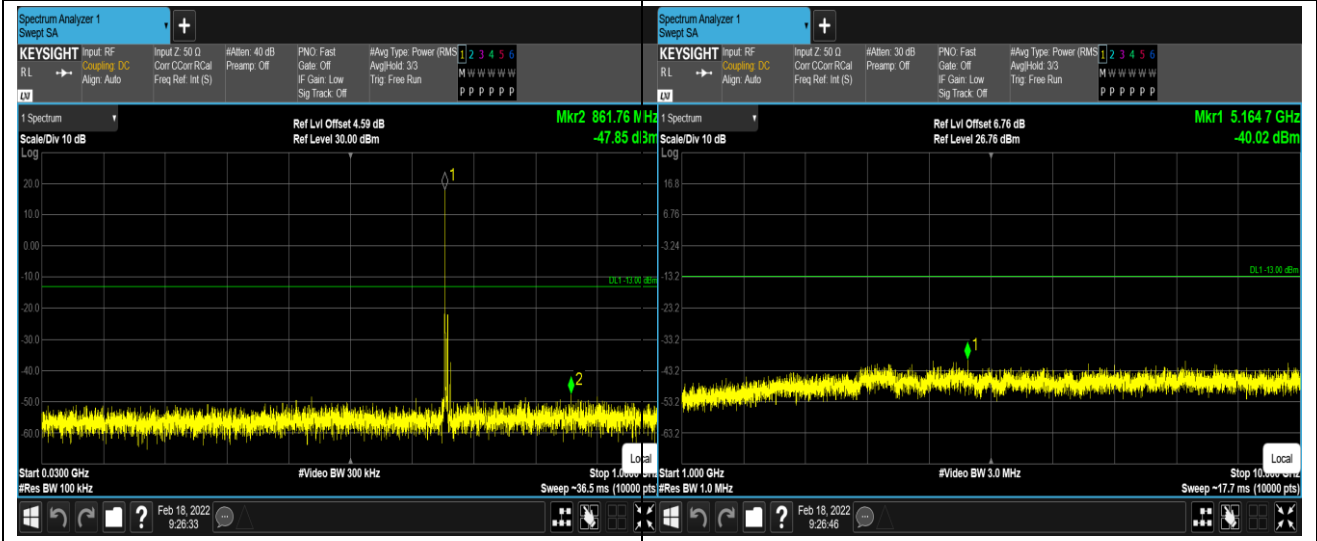 Spectrum Analyzer 1
Swept SA
+
KEYSIGHT
RL
LXI
Input: RF
Coupling: DC
Align: Auto
Input Z: 50 Ω
Corr CCorr RCal
Freq Ref: Int (S)
#Atten: 40 dB
Preamp: Off
PNO: Fast
Gate: Off
IF Gain: Low
Sig Track: Off
#Avg Type: Power (RMS
Avg|Hold: 3/3
Trig: Free Run
1 2 3 4 5 6
M W W W W W
P P P P P P
1 Spectrum
Scale/Div 10 dB
Log
Ref Lvl Offset 4.59 dB
Ref Level 30.00 dBm
Mkr2 861.76 MHz
-47.85 dBm
20.0
10.0
0.00
-10.0
-20.0
-30.0
-40.0
-50.0
-60.0
1
2
DL1 -13.00 dBm
Local
Start 0.0300 GHz
#Res BW 100 kHz
#Video BW 300 kHz
Stop 1.0000 GHz
Sweep ~36.5 ms (10000 pts)
?
Feb 18, 2022
9:26:33
Spectrum Analyzer 1
Swept SA
+
KEYSIGHT
RL
LXI
Input: RF
Coupling: DC
Align: Auto
Input Z: 50 Ω
Corr CCorr RCal
Freq Ref: Int (S)
#Atten: 30 dB
Preamp: Off
PNO: Fast
Gate: Off
IF Gain: Low
Sig Track: Off
#Avg Type: Power (RMS
Avg|Hold: 3/3
Trig: Free Run
1 2 3 4 5 6
M W W W W W
P P P P P P
1 Spectrum
Scale/Div 10 dB
Log
Ref Lvl Offset 6.76 dB
Ref Level 26.76 dBm
Mkr1 5.164 7 GHz
-40.02 dBm
16.8
6.76
-3.24
-13.2
-23.2
-33.2
-43.2
-53.2
-63.2
1
DL1 -13.00 dBm
Local
Start 1.000 GHz
#Res BW 1.0 MHz
#Video BW 3.0 MHz
Sweep ~17.7 ms (10000 pts)
?
Feb 18, 2022
9:26:46